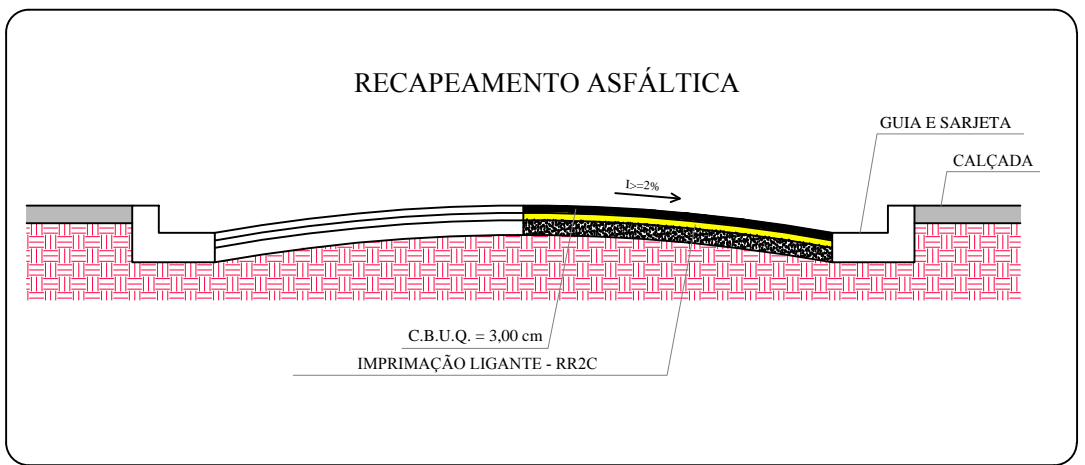 RECAPEAMENTO ASFÁLTICA
GUIA E SARJETA
CALÇADA
I>=2%
C.B.U.Q. = 3,00 cm
IMPRIMAÇÃO LIGANTE - RR2C